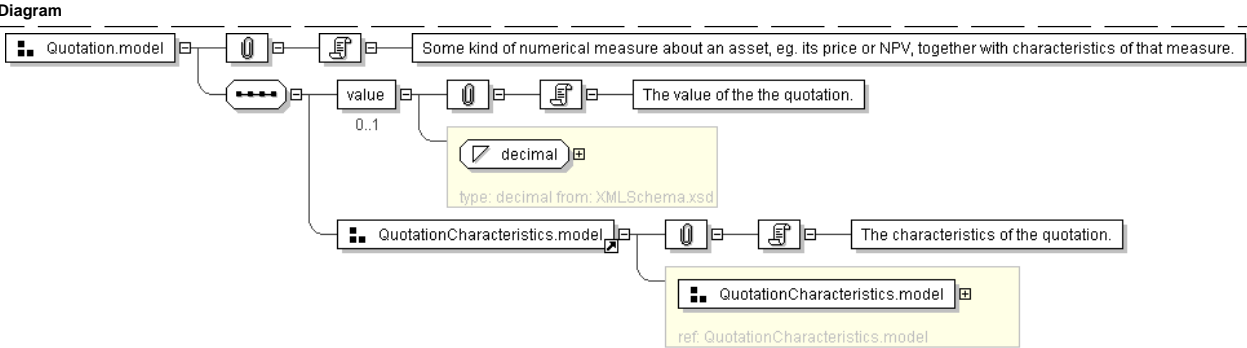 Diagram
Quotation.model
Some kind of numerical measure about an asset, eg. its price or NPV, together with characteristics of that measure.
value
The value of the the quotation.
0..1
decimal
type: decimal from: XMLSchema.xsd
QuotationCharacteristics.model
The characteristics of the quotation.
QuotationCharacteristics.model
ref: QuotationCharacteristics.model